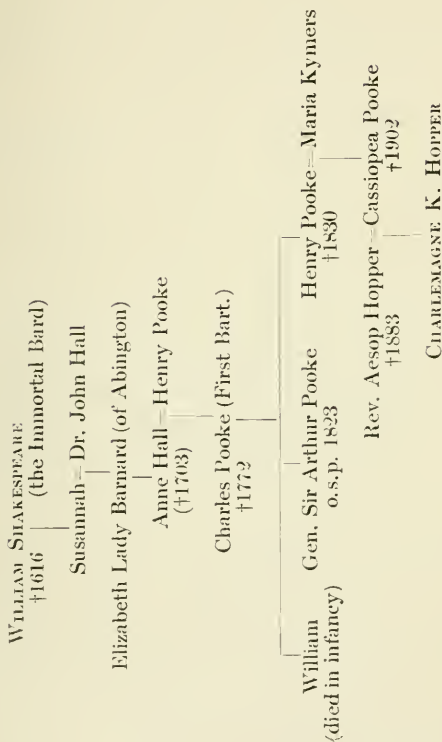 WILLIAM SHAKESPEARE
†1616 (the Immortal Bard)
Susannah = Dr. John Hall
Elizabeth Lady Barnard (of Abington)
Anne Hall = Henry Pooke
(†1703)
Charles Pooke (First Bart.)
†1772
William Gen. Sir Arthur Pooke Henry Pooke = Maria Kymers
(died in infancy) o.s.p. 1823 †1830
Rev. Aesop Hopper = Cassiopea Pooke
†1883 †1902
CHARLEMAGNE K. HOPPER